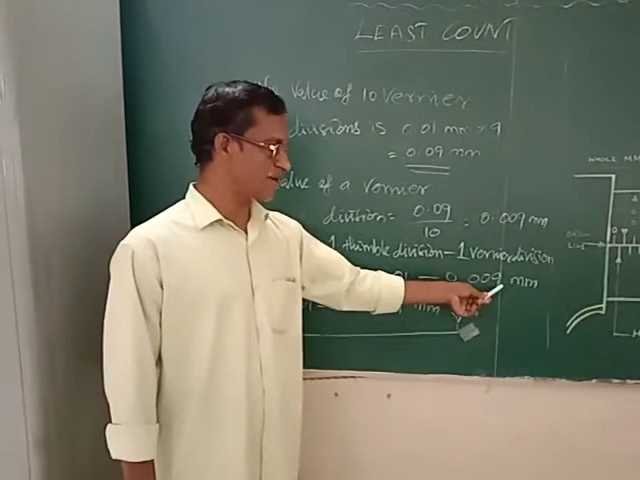 LEAST COUNT
Value of 10 Vernier
divisions is 0.01 mm × 9
= 0.09 mm
value of a vernier
division = 0.09/10 = 0.009 mm
1 thimble division – 1 vernier division
— 0.009 mm
mm
WHOLE MM